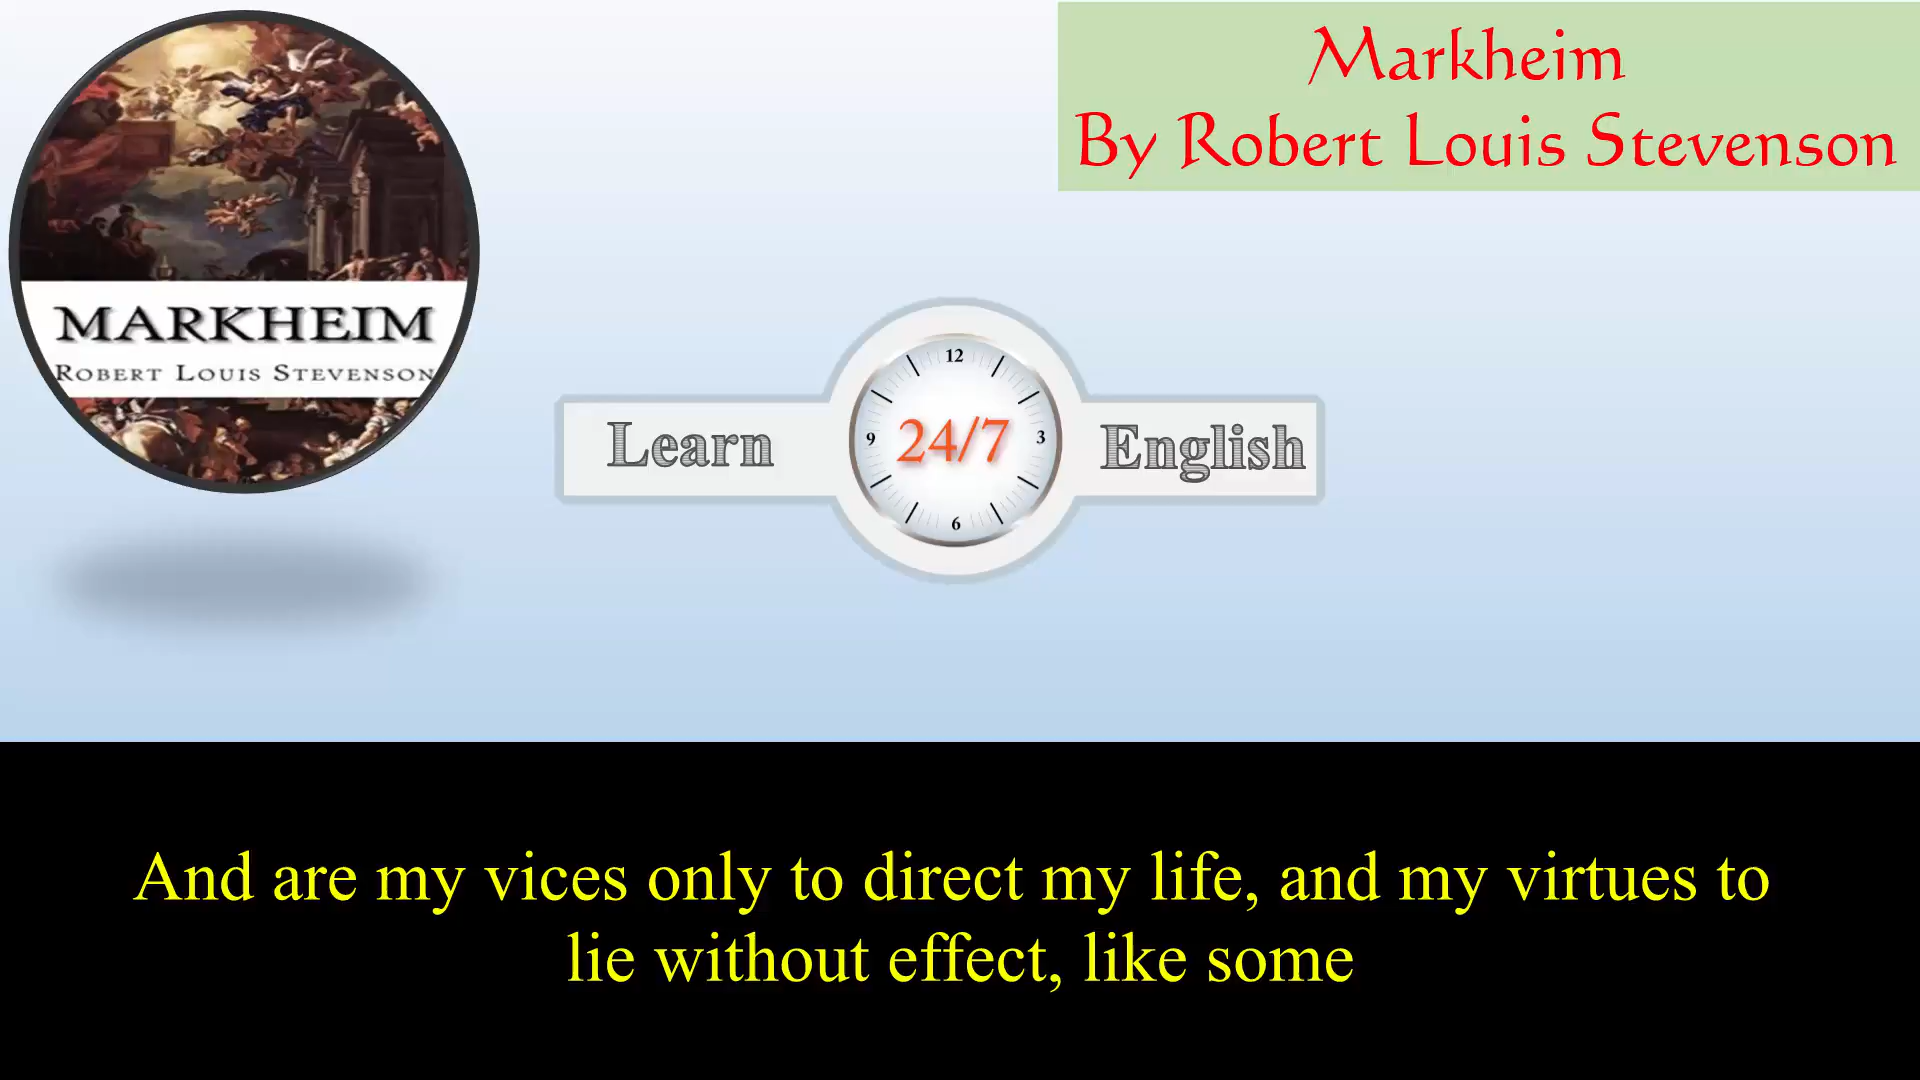 Markheim
By Robert Louis Stevenson
MARKHEIM
ROBERT LOUIS STEVENSON
Learn 24/7 English
12
9
3
6
And are my vices only to direct my life, and my virtues to
lie without effect, like some